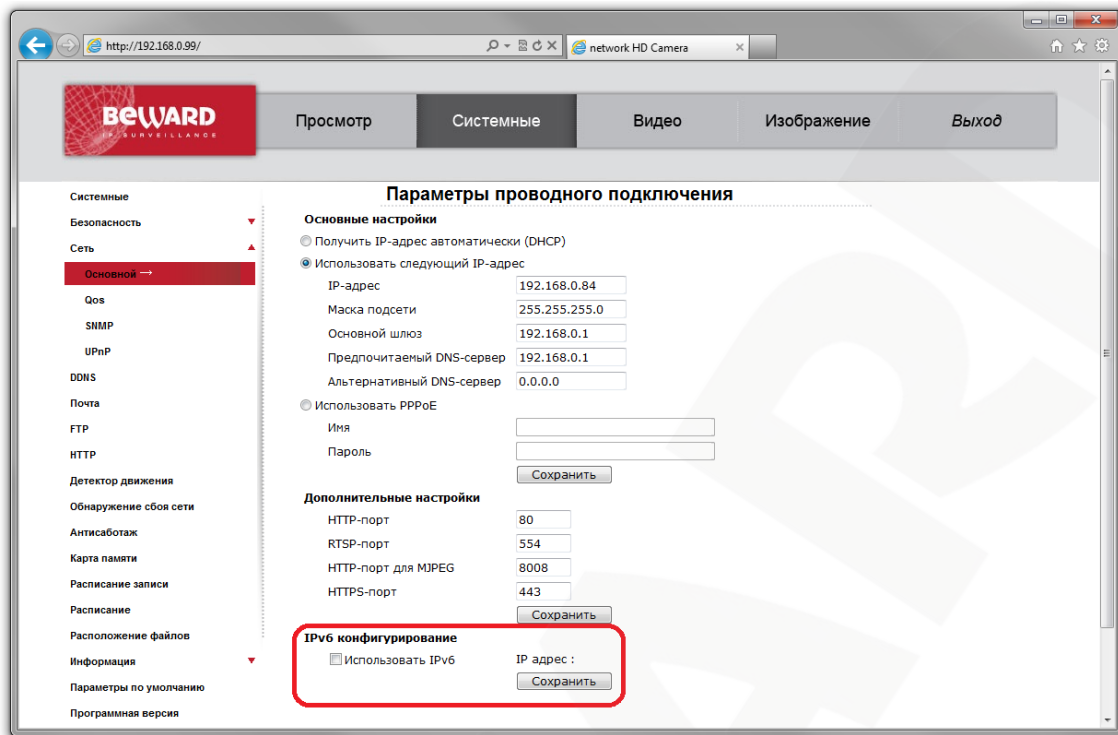 http://192.168.0.99/
network HD Camera
BEWARD
IP SURVEILLANCE
Просмотр
Системные
Видео
Изображение
Выход
Системные
Безопасность
Сеть
Основной →
Qos
SNMP
UPnP
DDNS
Почта
FTP
HTTP
Детектор движения
Обнаружение сбоя сети
Антисаботаж
Карта памяти
Расписание записи
Расписание
Расположение файлов
Информация
Параметры по умолчанию
Программная версия
Параметры проводного подключения
Основные настройки
Получить IP-адрес автоматически (DHCP)
Использовать следующий IP-адрес
IP-адрес 192.168.0.84
Маска подсети 255.255.255.0
Основной шлюз 192.168.0.1
Предпочитаемый DNS-сервер 192.168.0.1
Альтернативный DNS-сервер 0.0.0.0
Использовать PPPoE
Имя
Пароль
Сохранить
Дополнительные настройки
HTTP-порт 80
RTSP-порт 554
HTTP-порт для MJPEG 8008
HTTPS-порт 443
Сохранить
IPv6 конфигурирование
Использовать IPv6 IP адрес :
Сохранить